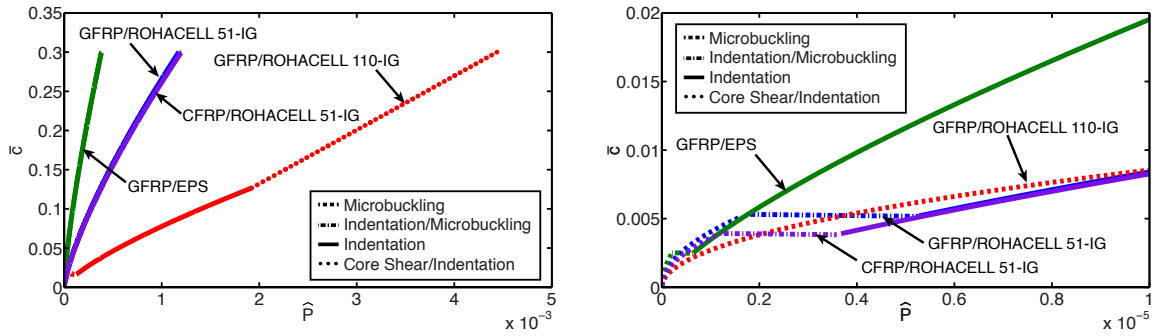 0.35
0.3
0.25
0.2
0.15
0.1
0.05
0
c̅
GFRP/ROHACELL 51-IG
GFRP/ROHACELL 110-IG
CFRP/ROHACELL 51-IG
GFRP/EPS
Microbuckling
Indentation/Microbuckling
Indentation
Core Shear/Indentation
0 1 2 3 4 5
P̂
x 10⁻³
0.02
0.015
0.01
0.005
0
c̅
Microbuckling
Indentation/Microbuckling
Indentation
Core Shear/Indentation
GFRP/EPS
GFRP/ROHACELL 110-IG
GFRP/ROHACELL 51-IG
CFRP/ROHACELL 51-IG
0 0.2 0.4 0.6 0.8 1
P̂
x 10⁻⁵